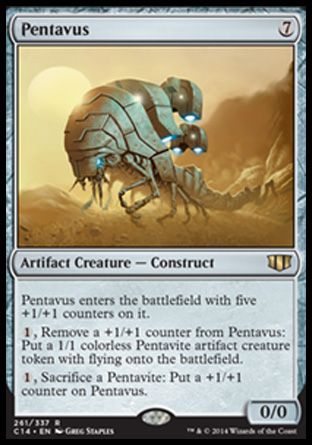 Pentavus 7
Artifact Creature — Construct
Pentavus enters the battlefield with five
+1/+1 counters on it.
1, Remove a +1/+1 counter from Pentavus:
Put a 1/1 colorless Pentavite artifact creature
token with flying onto the battlefield.
1, Sacrifice a Pentavite: Put a +1/+1
counter on Pentavus.
0/0
261/337 R
C14 • EN Greg Staples ™ & © 2014 Wizards of the Coast